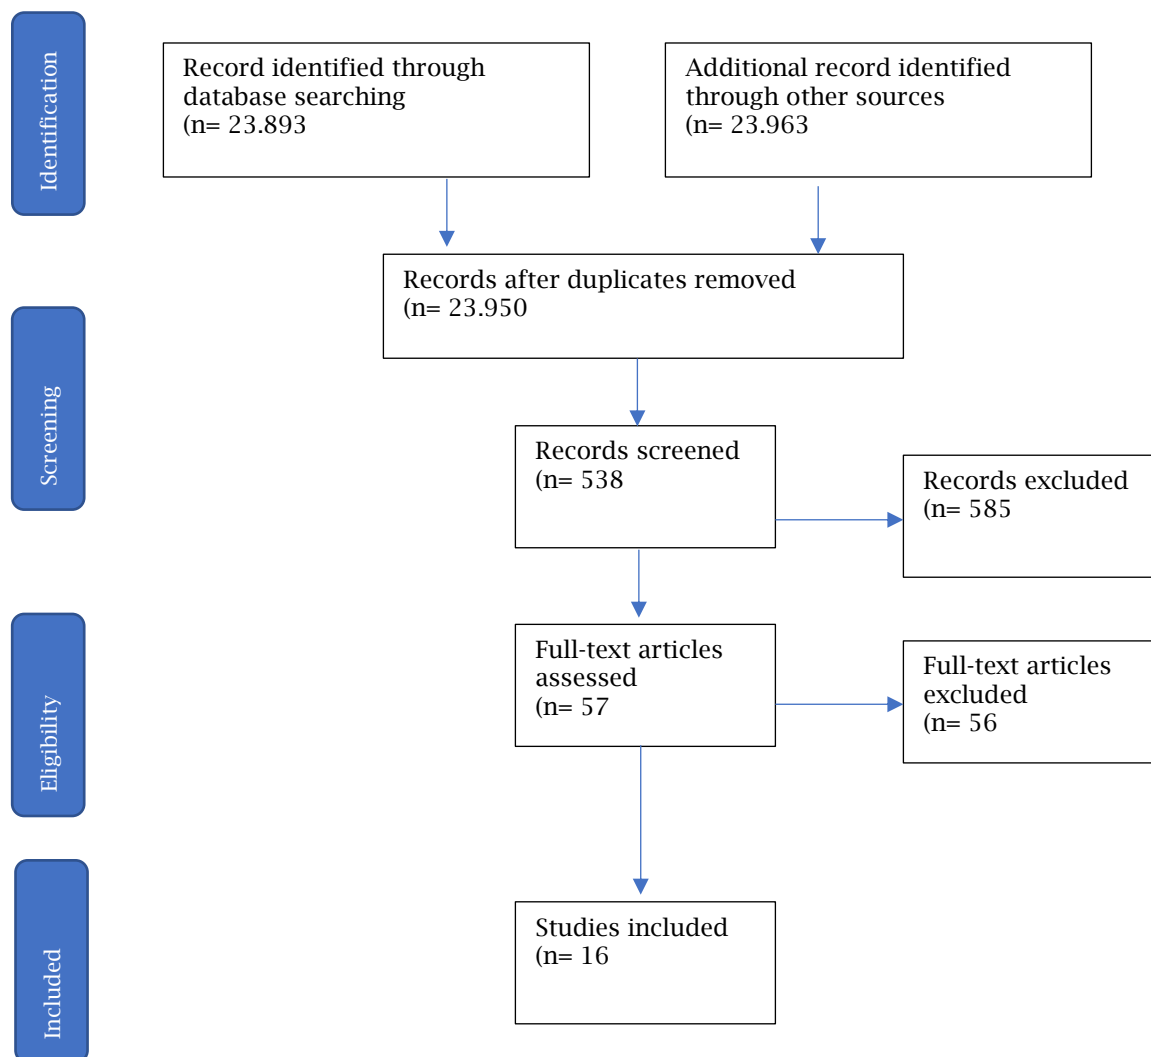 Identification
Record identified through
database searching
(n= 23.893
Additional record identified
through other sources
(n= 23.963
Records after duplicates removed
(n= 23.950
Screening
Records screened
(n= 538
Records excluded
(n= 585
Eligibility
Full-text articles
assessed
(n= 57
Full-text articles
excluded
(n= 56
Included
Studies included
(n= 16